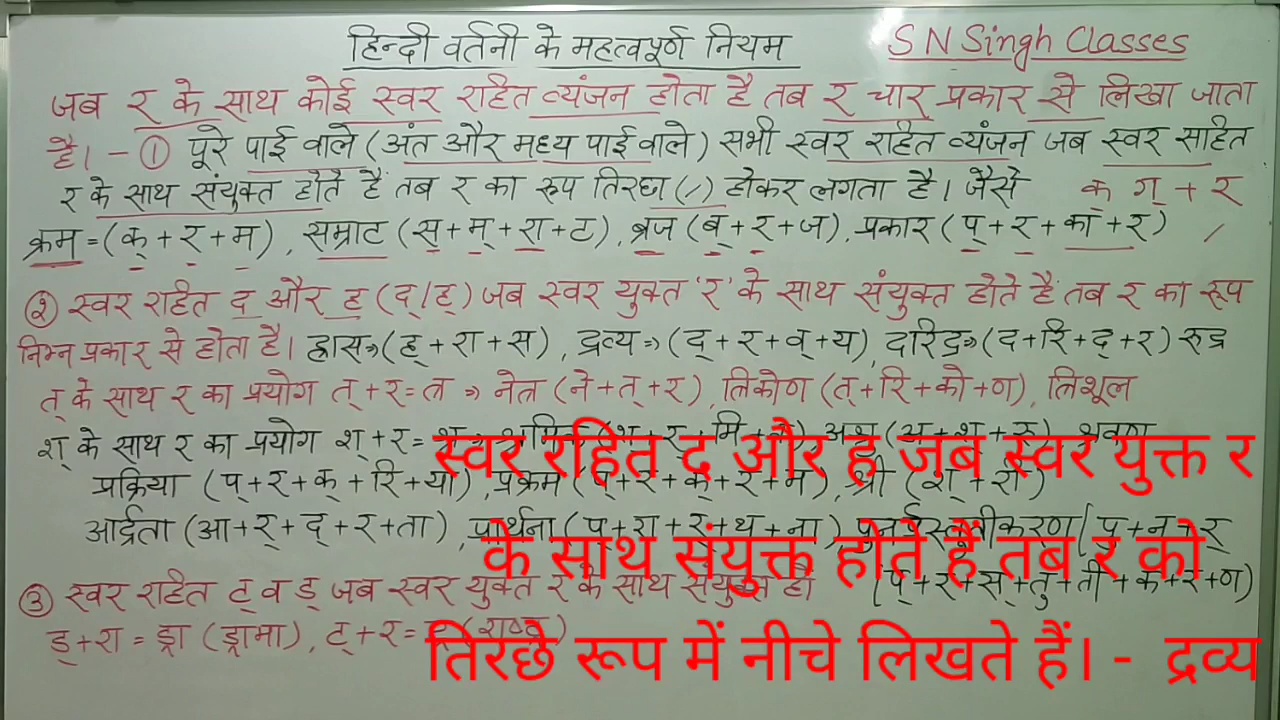 हिन्दी वर्तनी के महत्वपूर्ण नियम
S N Singh Classes
जब र के साथ कोई स्वर रहित व्यंजन होता है तब र चार प्रकार से लिखा जाता
है। - ① पूरे पाई वाले (अंत और मध्य पाई वाले) सभी स्वर रहित व्यंजन जब स्वर सहित
र के साथ संयुक्त होते हैं तब र का रुप तिरछा (/) होकर लगता है। जैसे क ग् + र
क्रम = (क् + र् + म), सम्राट (स् + म् + रा + ट), ब्रज (ब् + र + ज), प्रकार (प् + र + का + र) /
② स्वर रहित द और ह (द्/ह्) जब स्वर युक्त 'र' के साथ संयुक्त होते हैं तब र का रूप
निम्न प्रकार से होता है। ह्रास⇒(ह् + रा + स), द्रव्य ⇒ (द् + र + व् + य), दरिद्र⇒(द + रि + द् + र) रुद्र
त् के साथ र का प्रयोग त् + र = त्र ⇒ नेत्र (ने + त् + र), त्रिकोण (त् + रि + को + ण), त्रिशूल
श् के साथ र का प्रयोग श् + र =
प्रक्रिया (प् + र + क् + रि + या), प्रक्रम (प् + र + क् + र + म), श्री (श् + री)
आर्द्रता (आ + र् + द् + र + ता), प्रार्थना (प् + रा + र् + थ + ना), (प् + न + र्
(प् + र + स् + तु + ती + क + र + ण)
③ स्वर रहित ट् व ड् जब स्वर युक्त र के साथ संयुक्त हो
ड् + रा = ड्रा (ड्रामा), ट् + र =
स्वर रहित द और ह जब स्वर युक्त र
के साथ संयुक्त होते हैं तब र को
तिरछे रूप में नीचे लिखते हैं। - द्रव्य